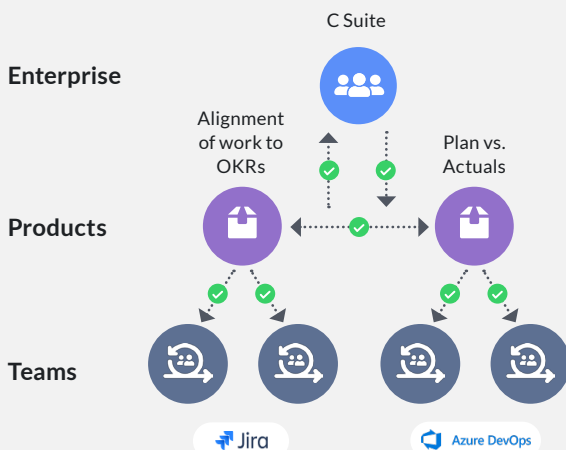 C Suite
Enterprise
Alignment
of work to
OKRs
Plan vs.
Actuals
Products
Teams
Jira
Azure DevOps